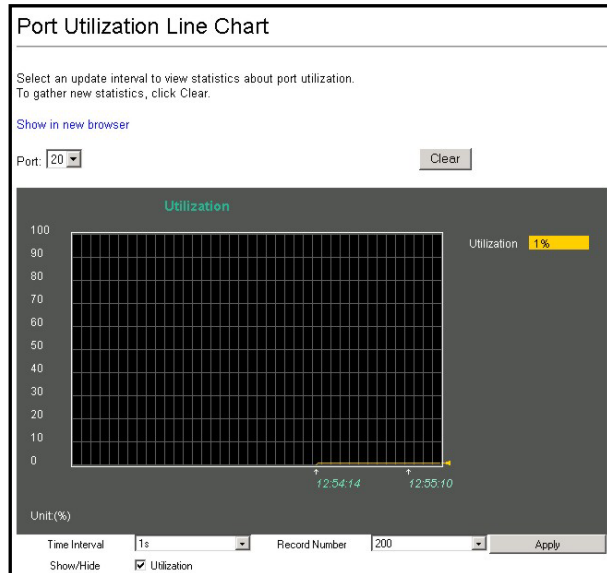 Port Utilization Line Chart
Select an update interval to view statistics about port utilization.
To gather new statistics, click Clear.
Show in new browser
Port: 20
Clear
Utilization
100
90
80
70
60
50
40
30
20
10
0
Utilization 1%
12:54:14 12:55:10
Unit:(%)
Time Interval 1s Record Number 200 Apply
Show/Hide Utilization